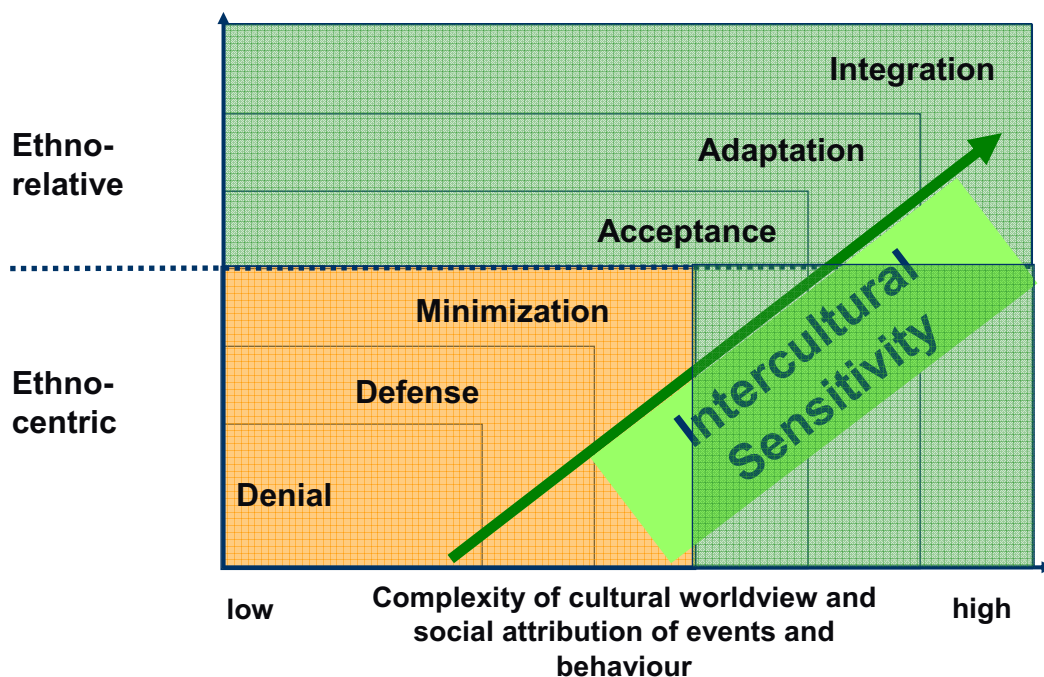 Integration
Ethno-
relative
Adaptation
Acceptance
Minimization
Ethno-
centric
Defense
Denial
Intercultural
Sensitivity
low
Complexity of cultural worldview and
social attribution of events and
behaviour
high